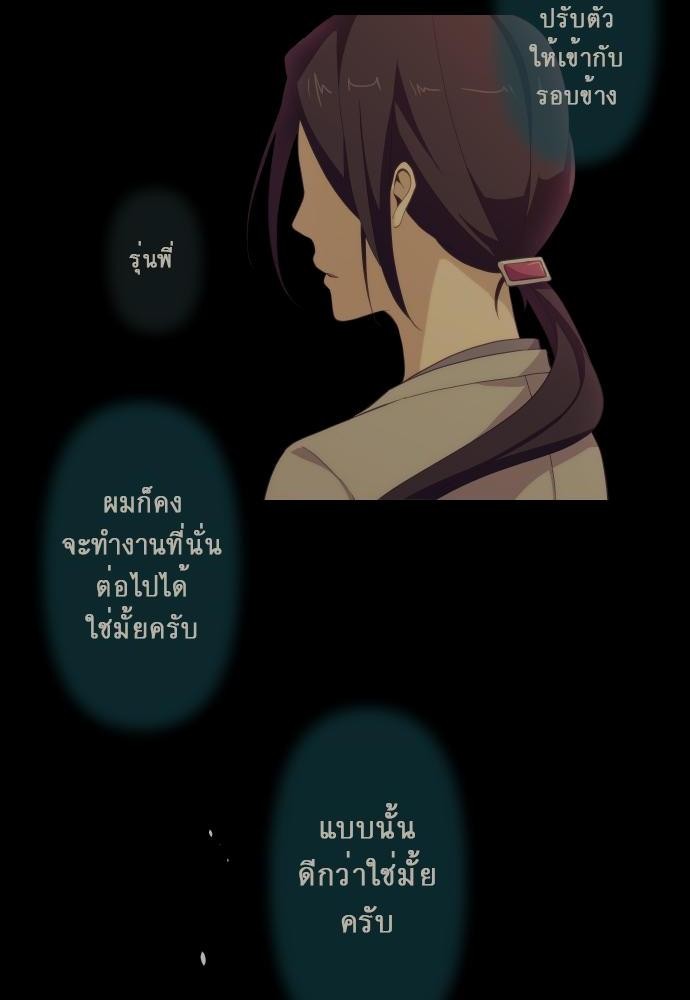 ปรับตัว
ให้เข้ากับ
รอบข้าง
รุ่นพี่
ผมก็คง
จะทำงานที่นั่น
ต่อไปได้
ใช่มั้ยครับ
แบบนั้น
ดีกว่าใช่มั้ย
ครับ